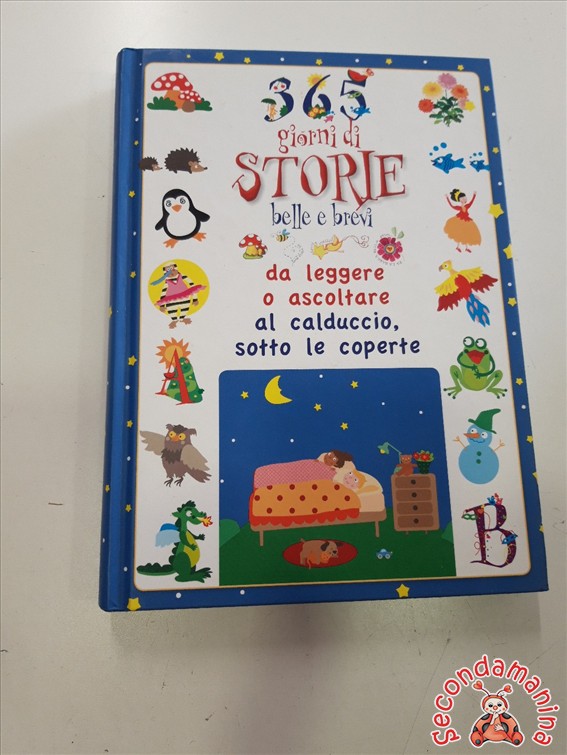 365
giorni di
STORIE
belle e brevi
da leggere
o ascoltare
al calduccio,
sotto le coperte
A
B
Secondamanina